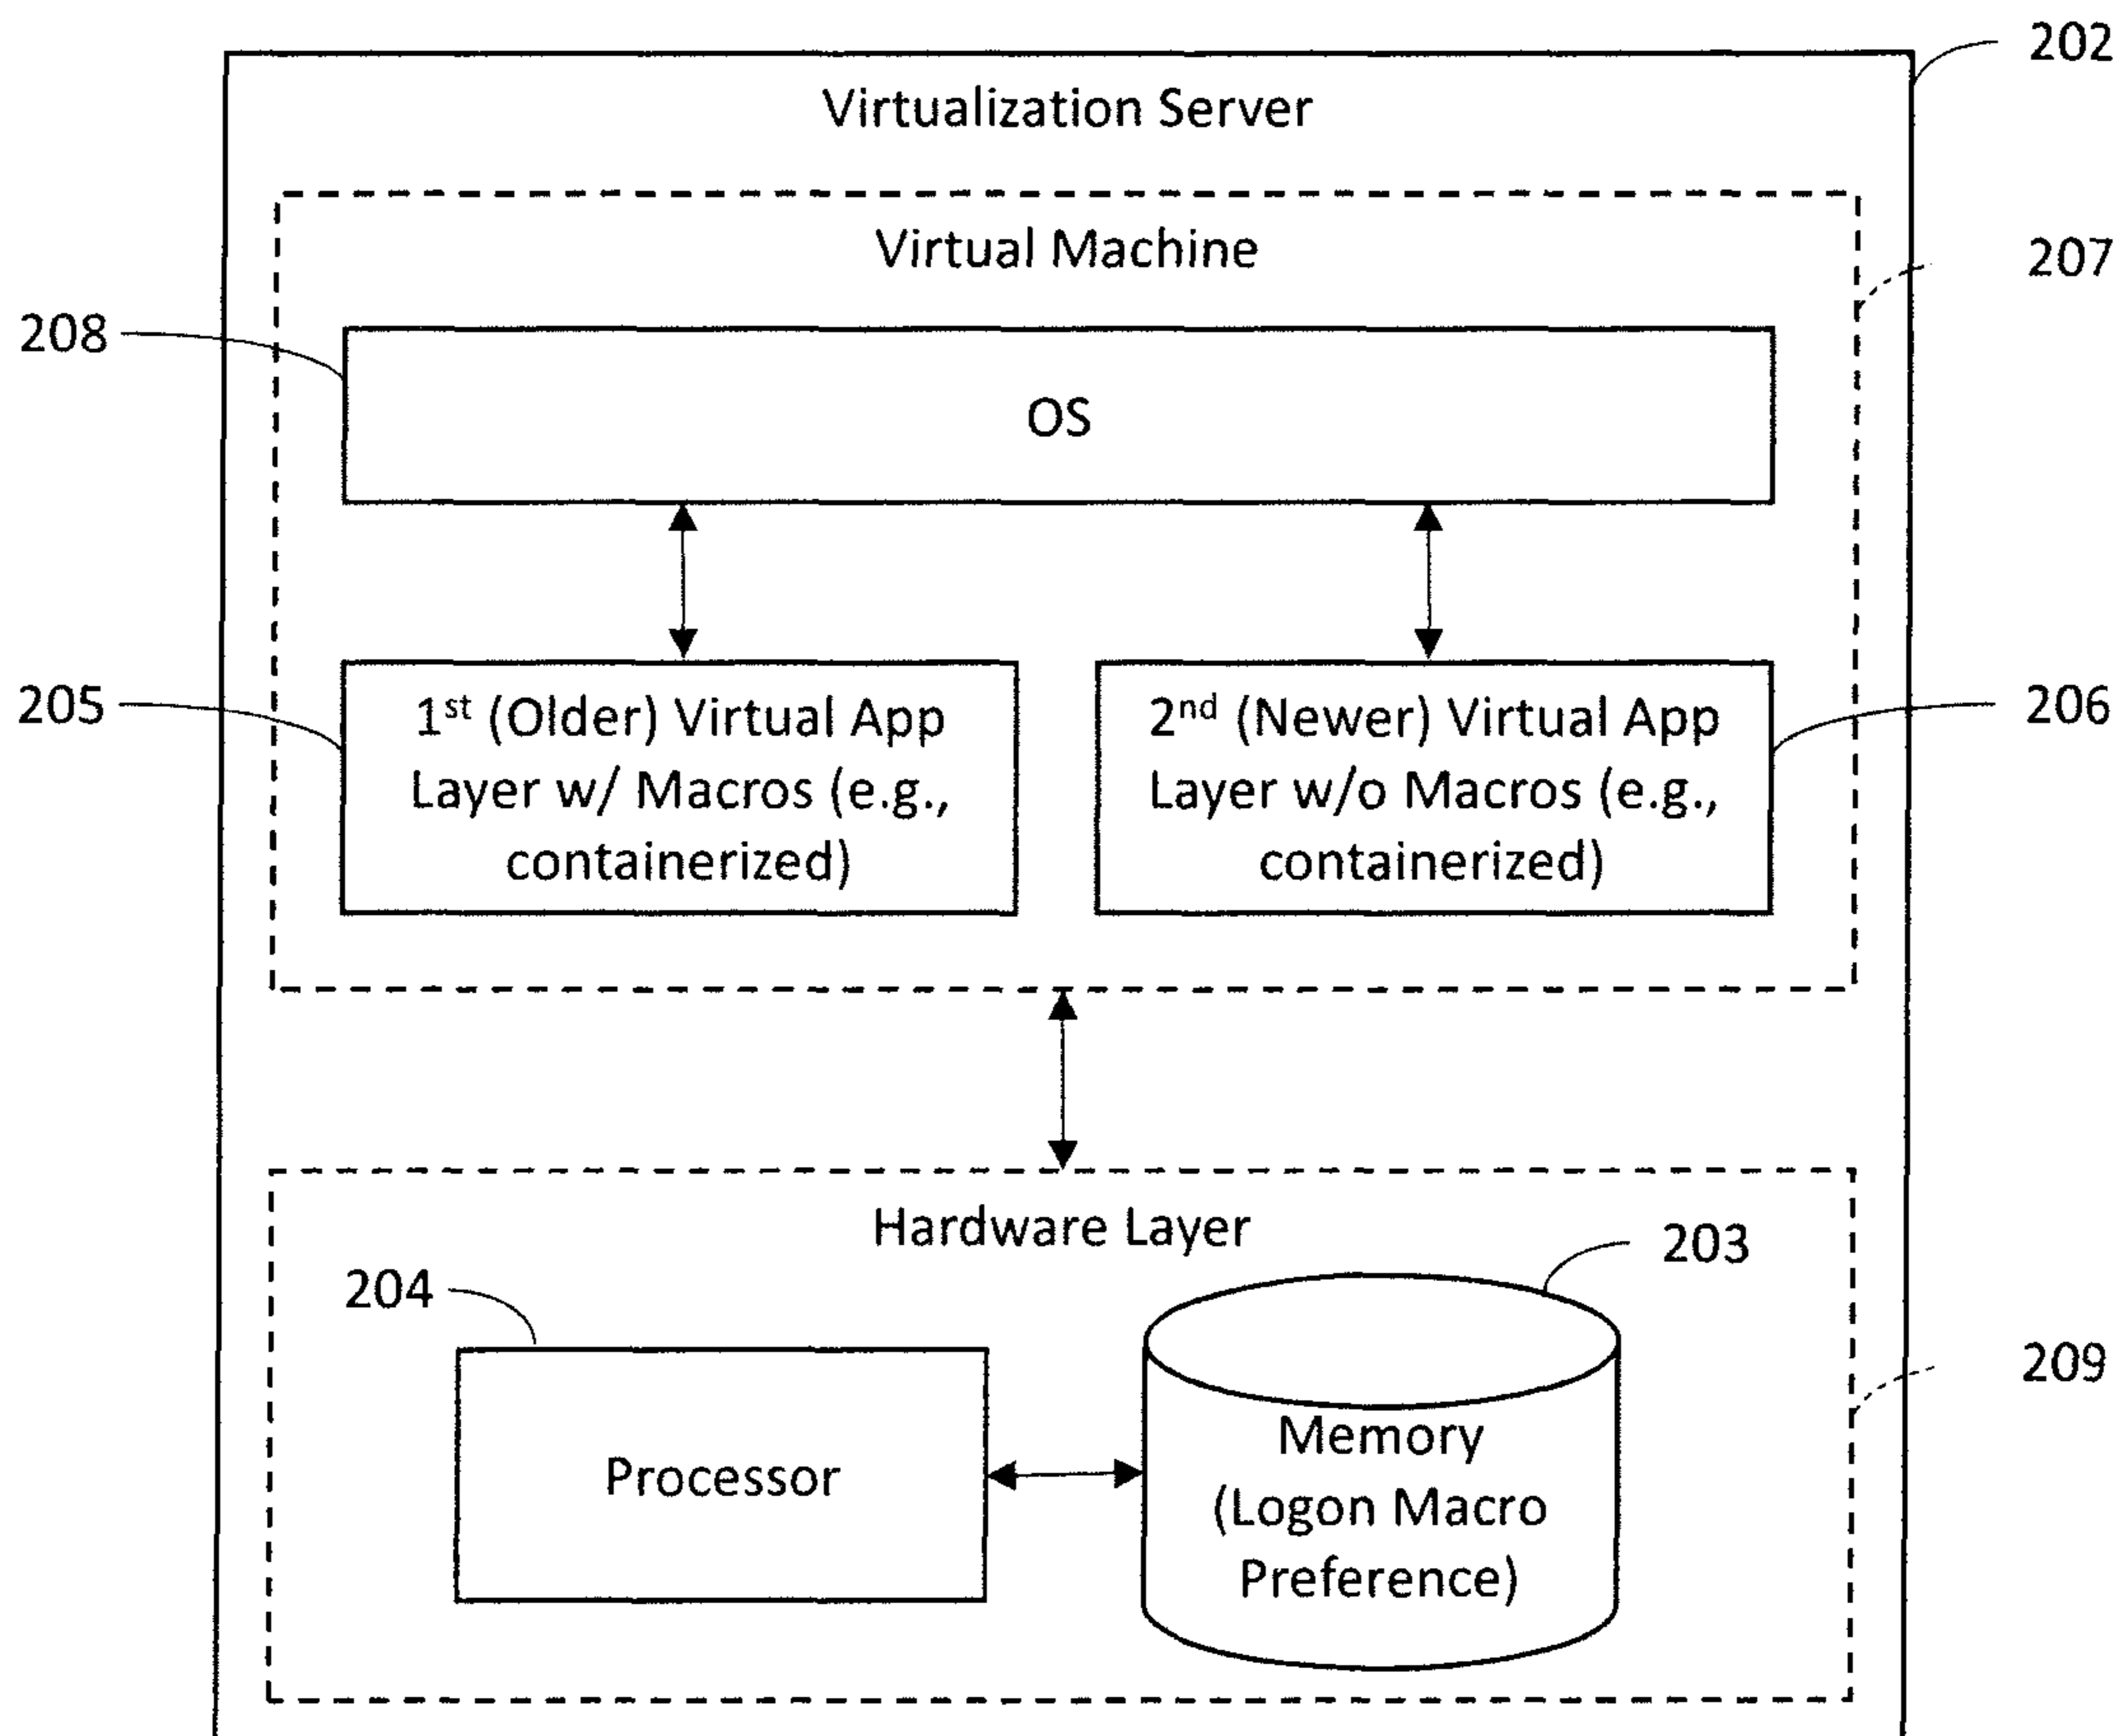 202
Virtualization Server
Virtual Machine
207
208
OS
205
1st (Older) Virtual App
Layer w/ Macros (e.g.,
containerized)
2nd (Newer) Virtual App
Layer w/o Macros (e.g.,
containerized)
206
Hardware Layer
203
204
209
Processor
Memory
(Logon Macro
Preference)